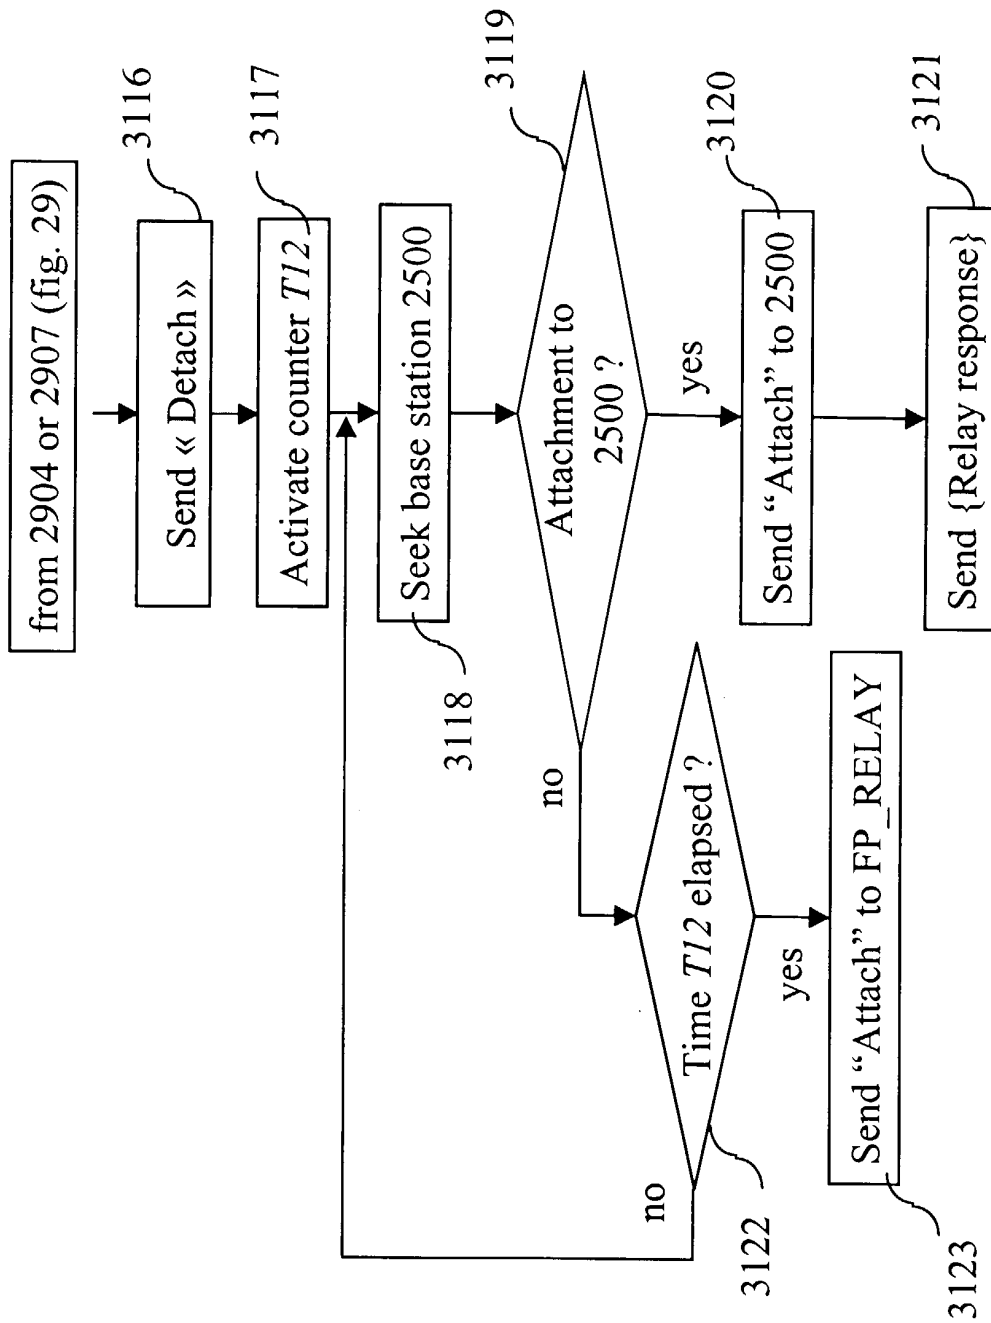 from 2904 or 2907 (fig. 29)
Send « Detach »
3116
Activate counter T12
3117
Seek base station 2500
3118
Attachment to
2500 ?
3119
yes
no
Send “Attach” to 2500
3120
Send {Relay response}
3121
Time T12 elapsed ?
3122
no
yes
Send “Attach” to FP_RELAY
3123